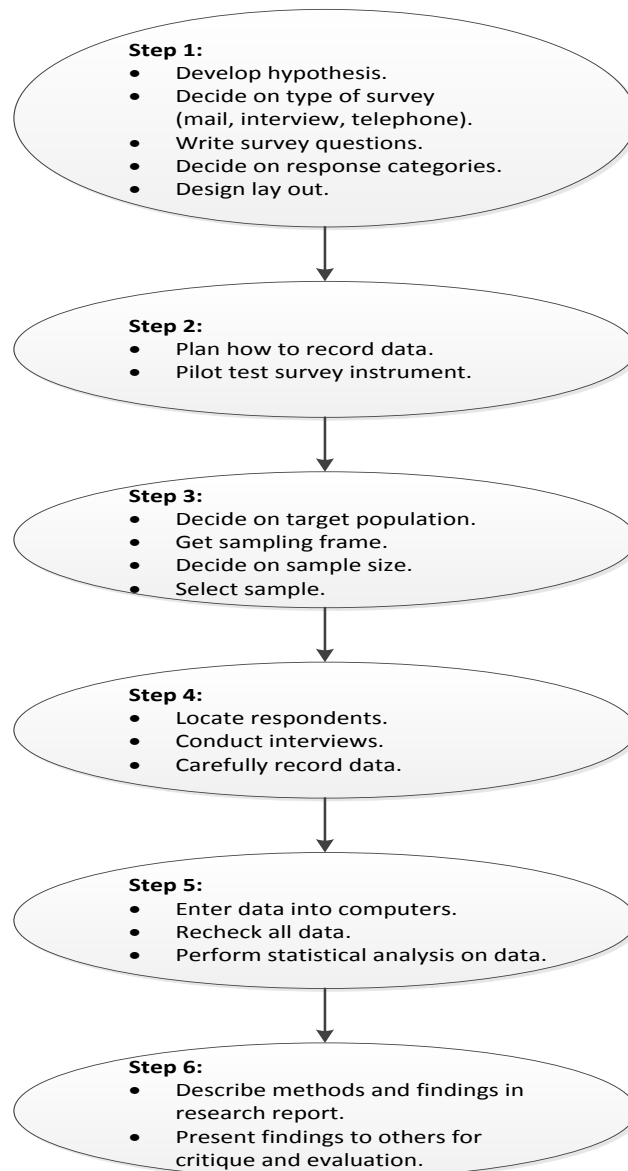 Step 1:
• Develop hypothesis.
• Decide on type of survey
(mail, interview, telephone).
• Write survey questions.
• Decide on response categories.
• Design lay out.
Step 2:
• Plan how to record data.
• Pilot test survey instrument.
Step 3:
• Decide on target population.
• Get sampling frame.
• Decide on sample size.
• Select sample.
Step 4:
• Locate respondents.
• Conduct interviews.
• Carefully record data.
Step 5:
• Enter data into computers.
• Recheck all data.
• Perform statistical analysis on data.
Step 6:
• Describe methods and findings in
research report.
• Present findings to others for
critique and evaluation.